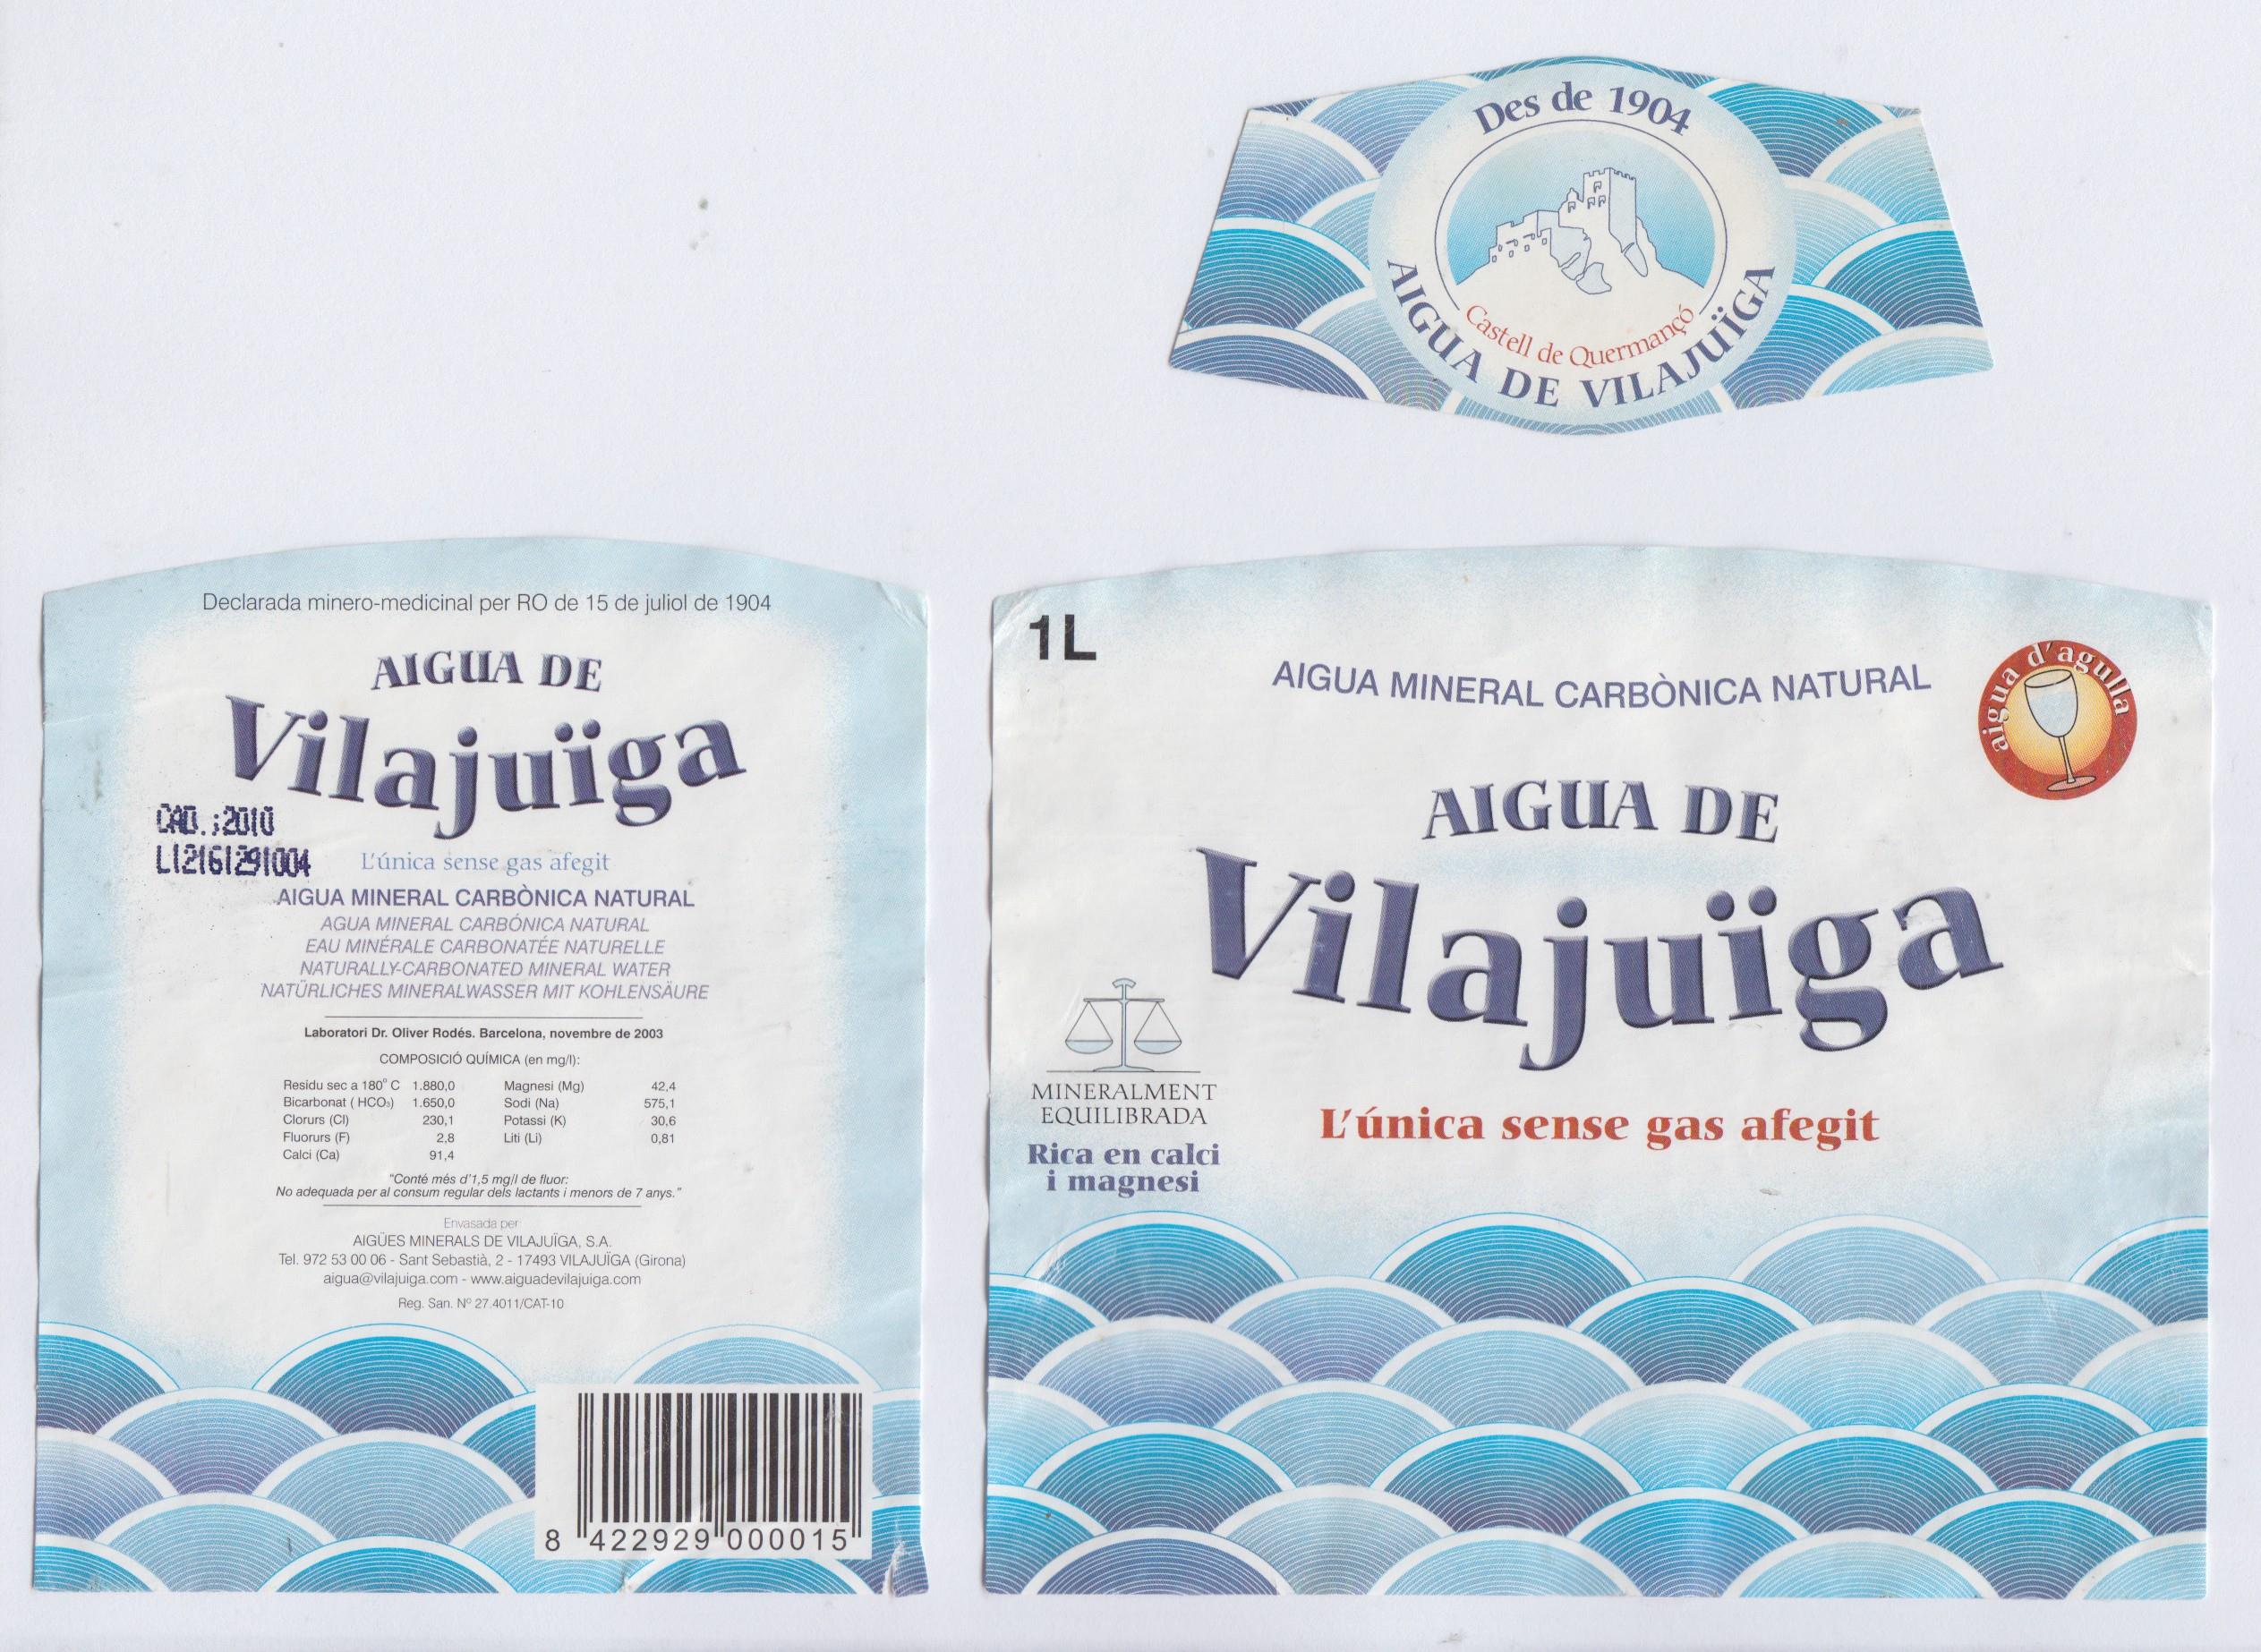 Des de 1904
Castell de Quermançó
AIGUA DE VILAJUÏGA
Declarada minero-medicinal per RO de 15 de juliol de 1904
AIGUA DE
Vilajuïga
CAD.:2010
L12161291004
L'única sense gas afegit
AIGUA MINERAL CARBÒNICA NATURAL
AGUA MINERAL CARBÓNICA NATURAL
EAU MINÉRALE CARBONATÉE NATURELLE
NATURALLY-CARBONATED MINERAL WATER
NATÜRLICHES MINERALWASSER MIT KOHLENSÄURE
Laboratori Dr. Oliver Rodés. Barcelona, novembre de 2003
COMPOSICIÓ QUÍMICA (en mg/l):
Residu sec a 180º C 1.880,0 Magnesi (Mg) 42,4
Bicarbonat ( HCO₃) 1.650,0 Sodi (Na) 575,1
Clorurs (Cl) 230,1 Potassi (K) 30,6
Fluorurs (F) 2,8 Liti (Li) 0,81
Calci (Ca) 91,4
"Conté més d'1,5 mg/l de fluor:
No adequada per al consum regular dels lactants i menors de 7 anys."
Envasada per
AIGÜES MINERALS DE VILAJUÏGA, S.A.
Tel. 972 53 00 06 - Sant Sebastià, 2 - 17493 VILAJUÏGA (Girona)
aigua@vilajuiga.com - www.aiguadevilajuiga.com
Reg. San. Nº 27.4011/CAT-10
8 422929 000015
1L
AIGUA MINERAL CARBÒNICA NATURAL
aigua d'agulla
AIGUA DE
Vilajuïga
MINERALMENT
EQUILIBRADA
Rica en calci
i magnesi
L'única sense gas afegit